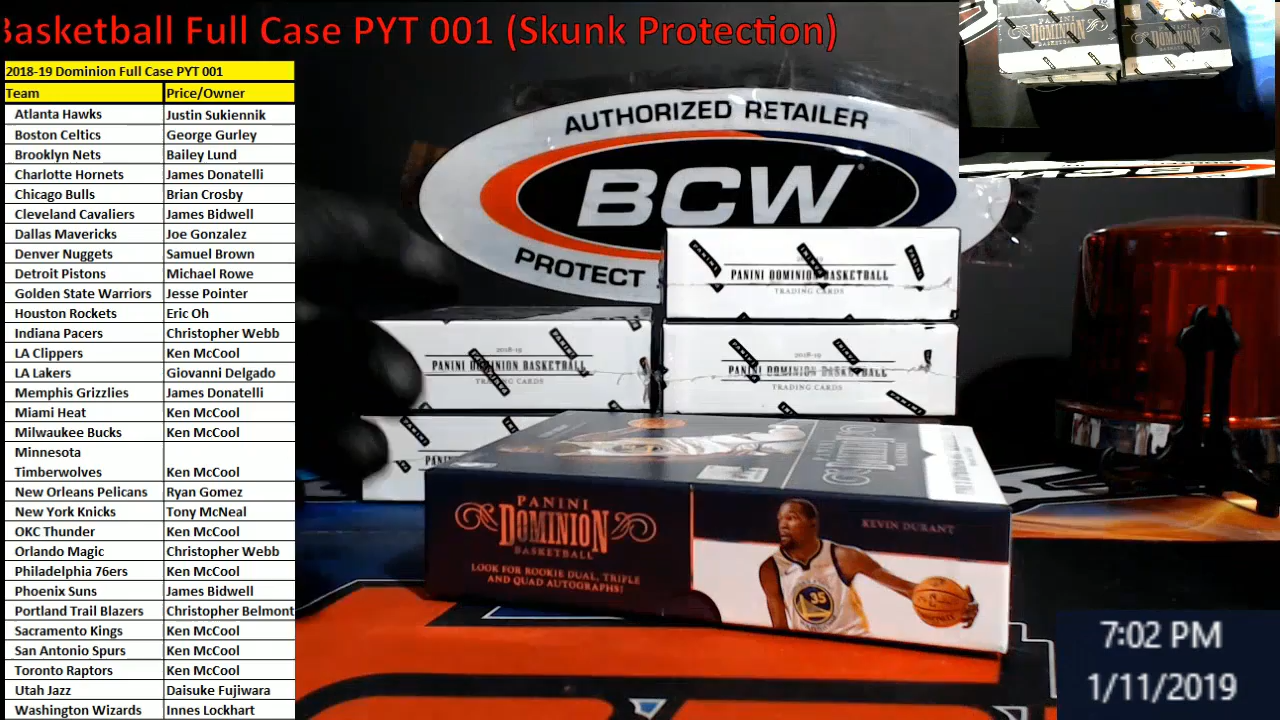 Basketball Full Case PYT 001 (Skunk Protection)
2018-19 Dominion Full Case PYT 001
Team Price/Owner
Atlanta Hawks Justin Sukiennik
Boston Celtics George Gurley
Brooklyn Nets Bailey Lund
Charlotte Hornets James Donatelli
Chicago Bulls Brian Crosby
Cleveland Cavaliers James Bidwell
Dallas Mavericks Joe Gonzalez
Denver Nuggets Samuel Brown
Detroit Pistons Michael Rowe
Golden State Warriors Jesse Pointer
Houston Rockets Eric Oh
Indiana Pacers Christopher Webb
LA Clippers Ken McCool
LA Lakers Giovanni Delgado
Memphis Grizzlies James Donatelli
Miami Heat Ken McCool
Milwaukee Bucks Ken McCool
Minnesota
Timberwolves Ken McCool
New Orleans Pelicans Ryan Gomez
New York Knicks Tony McNeal
OKC Thunder Ken McCool
Orlando Magic Christopher Webb
Philadelphia 76ers Ken McCool
Phoenix Suns James Bidwell
Portland Trail Blazers Christopher Belmont
Sacramento Kings Ken McCool
San Antonio Spurs Ken McCool
Toronto Raptors Ken McCool
Utah Jazz Daisuke Fujiwara
Washington Wizards Innes Lockhart
PANINI
DOMINION
BASKETBALL
AUTHORIZED RETAILER
BCW
PROTECT
PANINI DOMINION BASKETBALL
TRADING CARDS
2018-19
PANINI DOMINION BASKETBALL
TRADING CARDS
2018-19
PANINI DOMINION BASKETBALL
TRADING CARDS
PANINI
DOMINION
BASKETBALL
LOOK FOR ROOKIE DUAL, TRIPLE
AND QUAD AUTOGRAPHS!
KEVIN DURANT
35
7:02 PM
1/11/2019